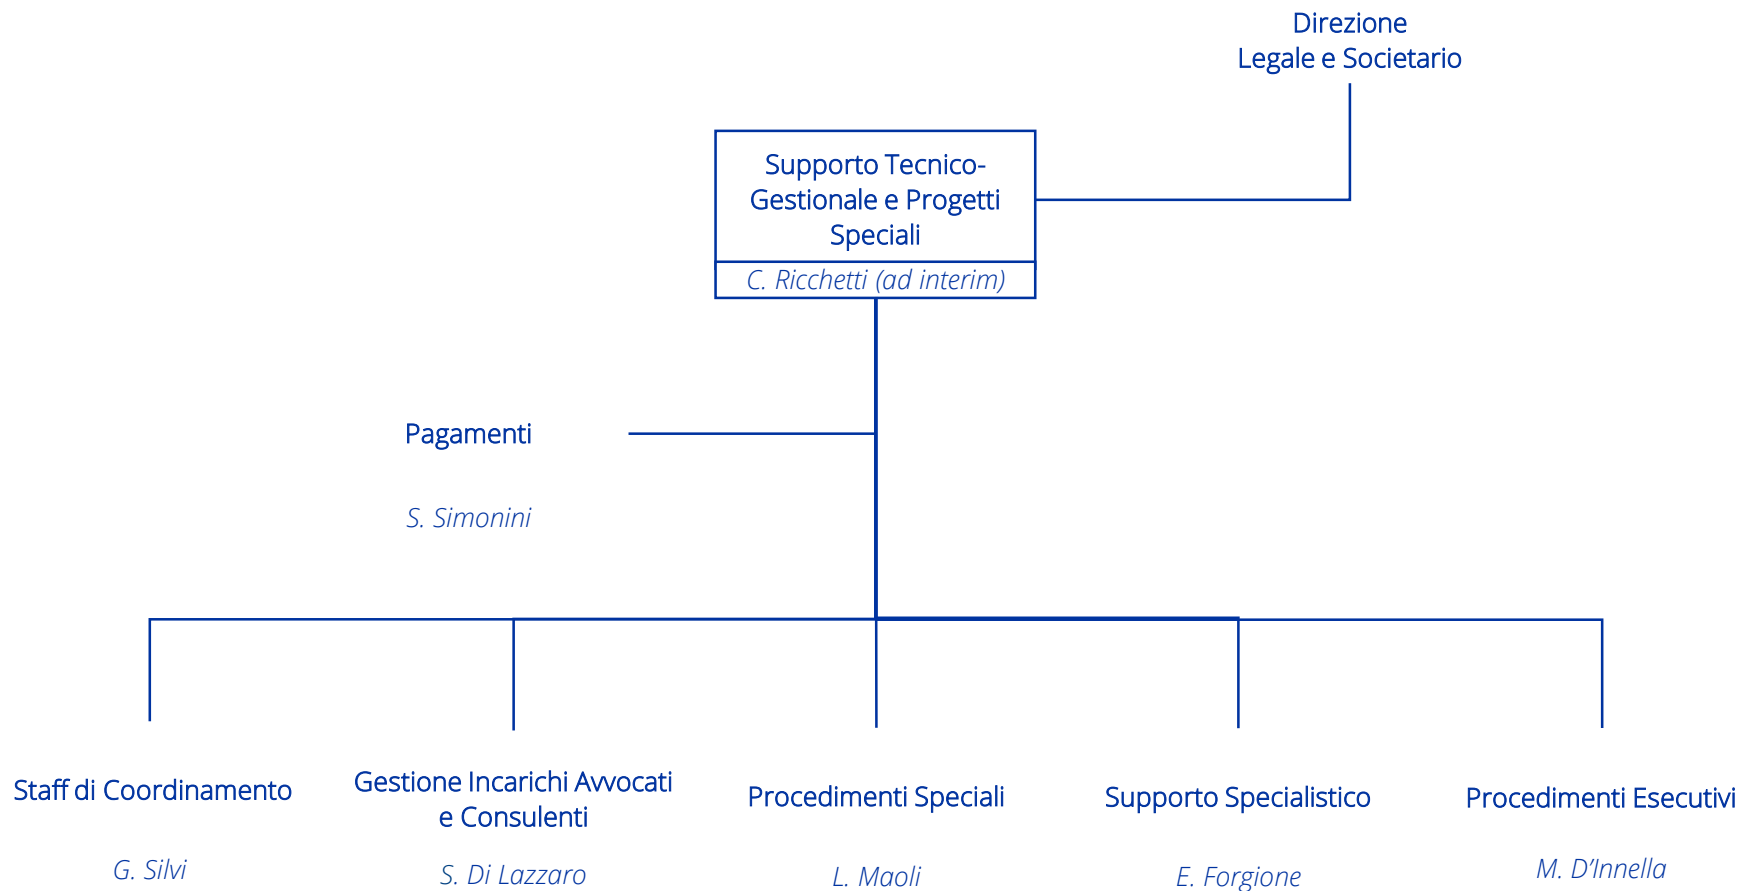 Direzione
Legale e Societario
Supporto Tecnico-
Gestionale e Progetti
Speciali
C. Ricchetti (ad interim)
Pagamenti
S. Simonini
Staff di Coordinamento
G. Silvi
Gestione Incarichi Avvocati
e Consulenti
S. Di Lazzaro
Procedimenti Speciali
L. Maoli
Supporto Specialistico
E. Forgione
Procedimenti Esecutivi
M. D'Innella